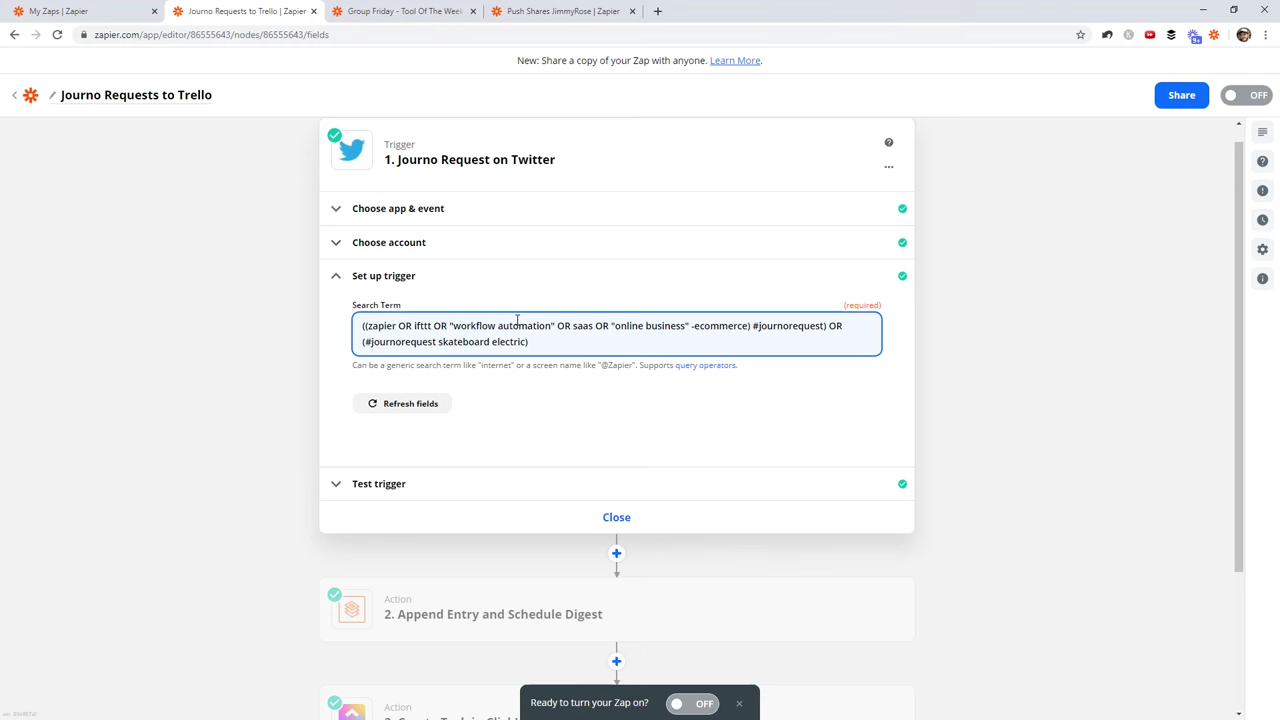 My Zaps | Zapier
Journo Requests to Trello | Zapier
Group Friday - Tool Of The Week
Push Shares JimmyRose | Zapier
zapier.com/app/editor/86555643/nodes/86555643/fields
9+
New: Share a copy of your Zap with anyone. Learn More.
Journo Requests to Trello
Share
OFF
Trigger
1. Journo Request on Twitter
Choose app & event
Choose account
Set up trigger
Search Term
(required)
((zapier OR ifttt OR "workflow automation" OR saas OR "online business" -ecommerce) #journorequest) OR
(#journorequest skateboard electric)
Can be a generic search term like "internet" or a screen name like "@Zapier". Supports query operators.
Refresh fields
Test trigger
Close
Action
2. Append Entry and Schedule Digest
Action
Ready to turn your Zap on?
OFF